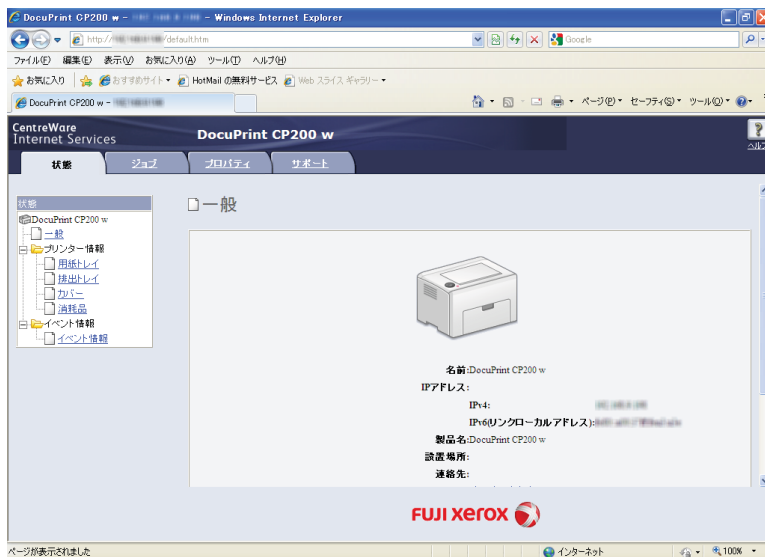 DocuPrint CP200 w - - Windows Internet Explorer
http:// /default.htm
Google
ファイル(F) 編集(E) 表示(V) お気に入り(A) ツール(T) ヘルプ(H)
お気に入り おすすめサイト HotMail の無料サービス Web スライス ギャラリー
DocuPrint CP200 w -
ページ(P) セーフティ(S) ツール(O)
CentreWare
Internet Services
DocuPrint CP200 w
ヘルプ
状態 ジョブ プロパティ サポート
状態
DocuPrint CP200 w
一般
プリンター情報
用紙トレイ
排出トレイ
カバー
消耗品
イベント情報
イベント情報
一般
名前:DocuPrint CP200 w
IPアドレス:
IPv4:
IPv6(リンクローカルアドレス):
製品名:DocuPrint CP200 w
設置場所:
連絡先:
FUJI xerox
ページが表示されました
インターネット
100%